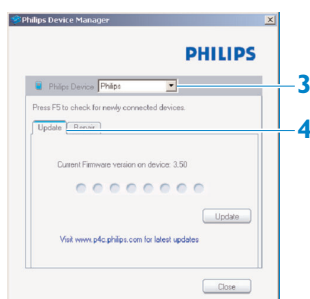 Philips Device Manager
PHILIPS
Philips Device Philips
3
Press F5 to check for newly connected devices.
Update Repair
4
Current Firmware version on device: 3.50
Update
Visit www.p4c.philips.com for latest updates
Close